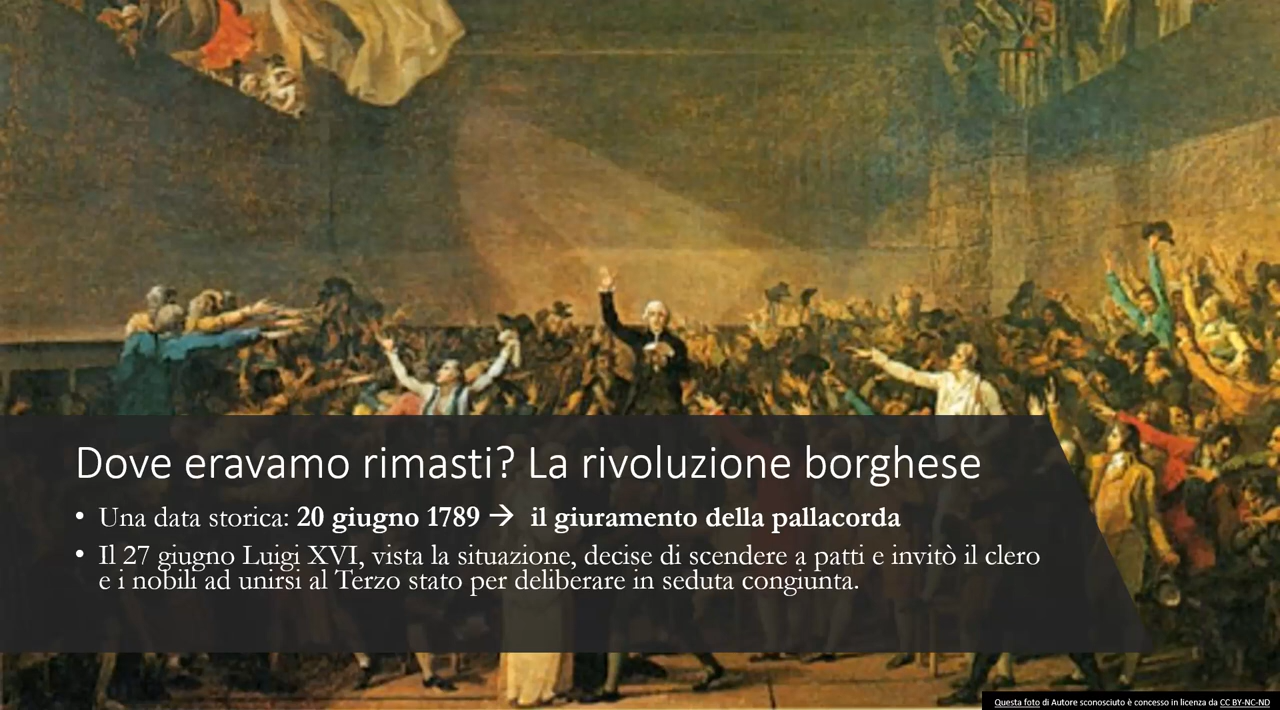 Dove eravamo rimasti? La rivoluzione borghese
• Una data storica: 20 giugno 1789 → il giuramento della pallacorda
• Il 27 giugno Luigi XVI, vista la situazione, decise di scendere a patti e invitò il clero
e i nobili ad unirsi al Terzo stato per deliberare in seduta congiunta.
Questa foto di Autore sconosciuto è concesso in licenza da CC BY-NC-ND